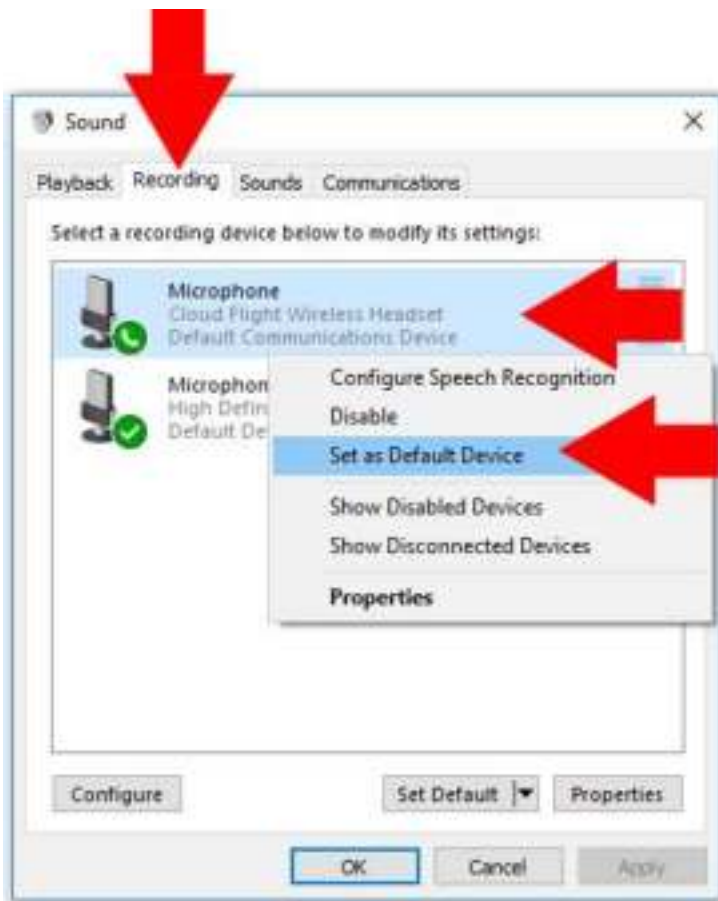 Sound
Playback Recording Sounds Communications
Select a recording device below to modify its settings:
Microphone
Cloud Flight Wireless Headset
Default Communications Device
Configure Speech Recognition
Microphon
High Defin
Disable
Default De
Set as Default Device
Show Disabled Devices
Show Disconnected Devices
Properties
Configure Set Default Properties
OK Cancel Apply